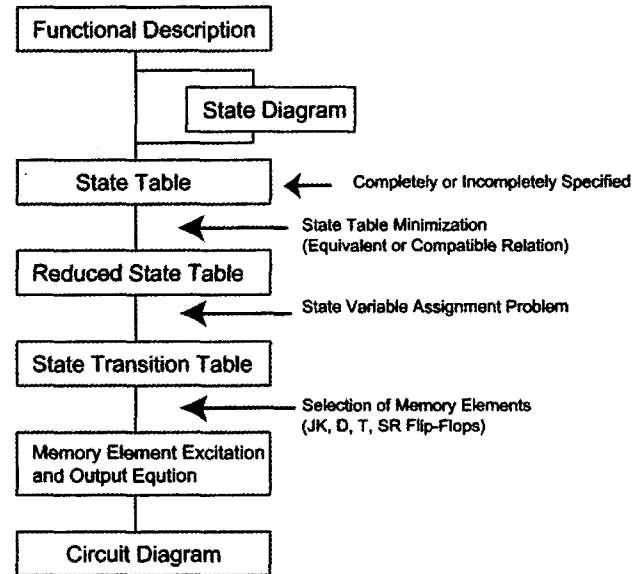 Functional Description
State Diagram
State Table
Completely or Incompletely Specified
State Table Minimization
(Equivalent or Compatible Relation)
Reduced State Table
State Variable Assignment Problem
State Transition Table
Selection of Memory Elements
(JK, D, T, SR Flip-Flops)
Memory Element Excitation
and Output Eqution
Circuit Diagram